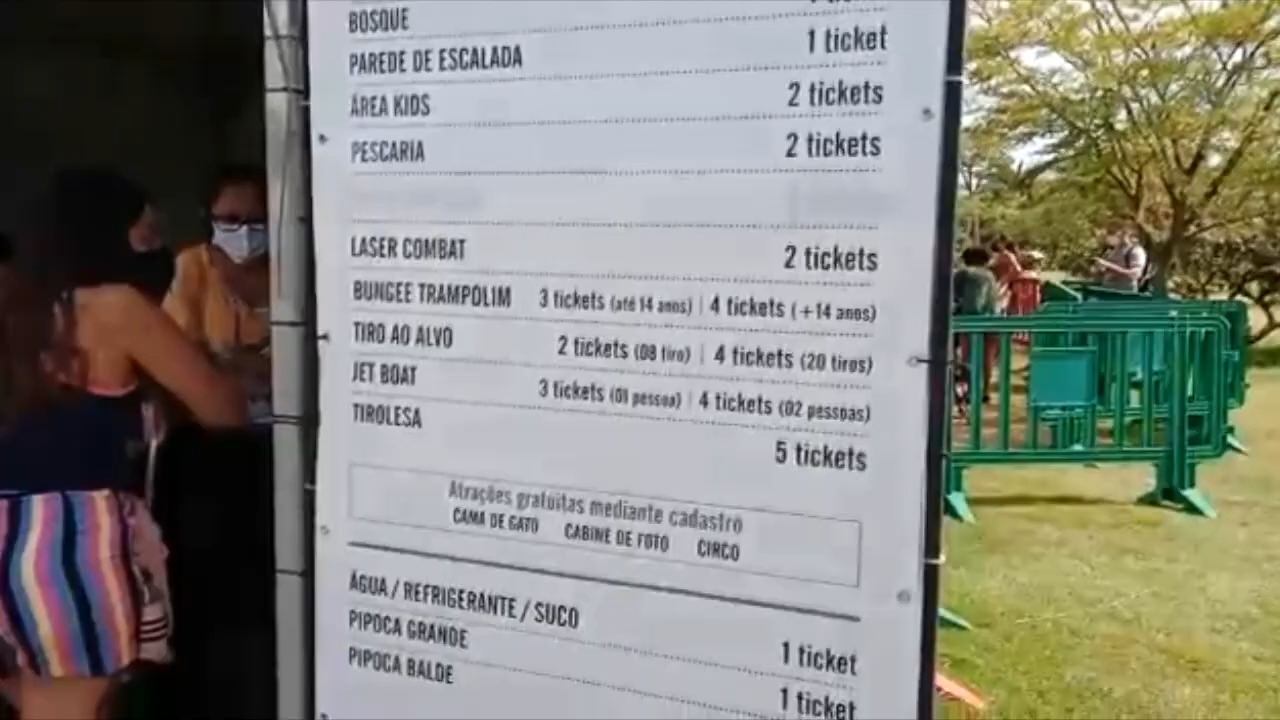 BOSQUE
PAREDE DE ESCALADA 1 ticket
ÁREA KIDS 2 tickets
PESCARIA 2 tickets
LASER COMBAT 2 tickets
BUNGEE TRAMPOLIM 3 tickets (até 14 anos) | 4 tickets (+14 anos)
TIRO AO ALVO 2 tickets (08 tiro) | 4 tickets (20 tiros)
JET BOAT 3 tickets (01 pessoa) | 4 tickets (02 pessoas)
TIROLESA 5 tickets
Atrações gratuitas mediante cadastro
CAMA DE GATO CABINE DE FOTO CIRCO
ÁGUA / REFRIGERANTE / SUCO 1 ticket
PIPOCA GRANDE 1 ticket
PIPOCA BALDE